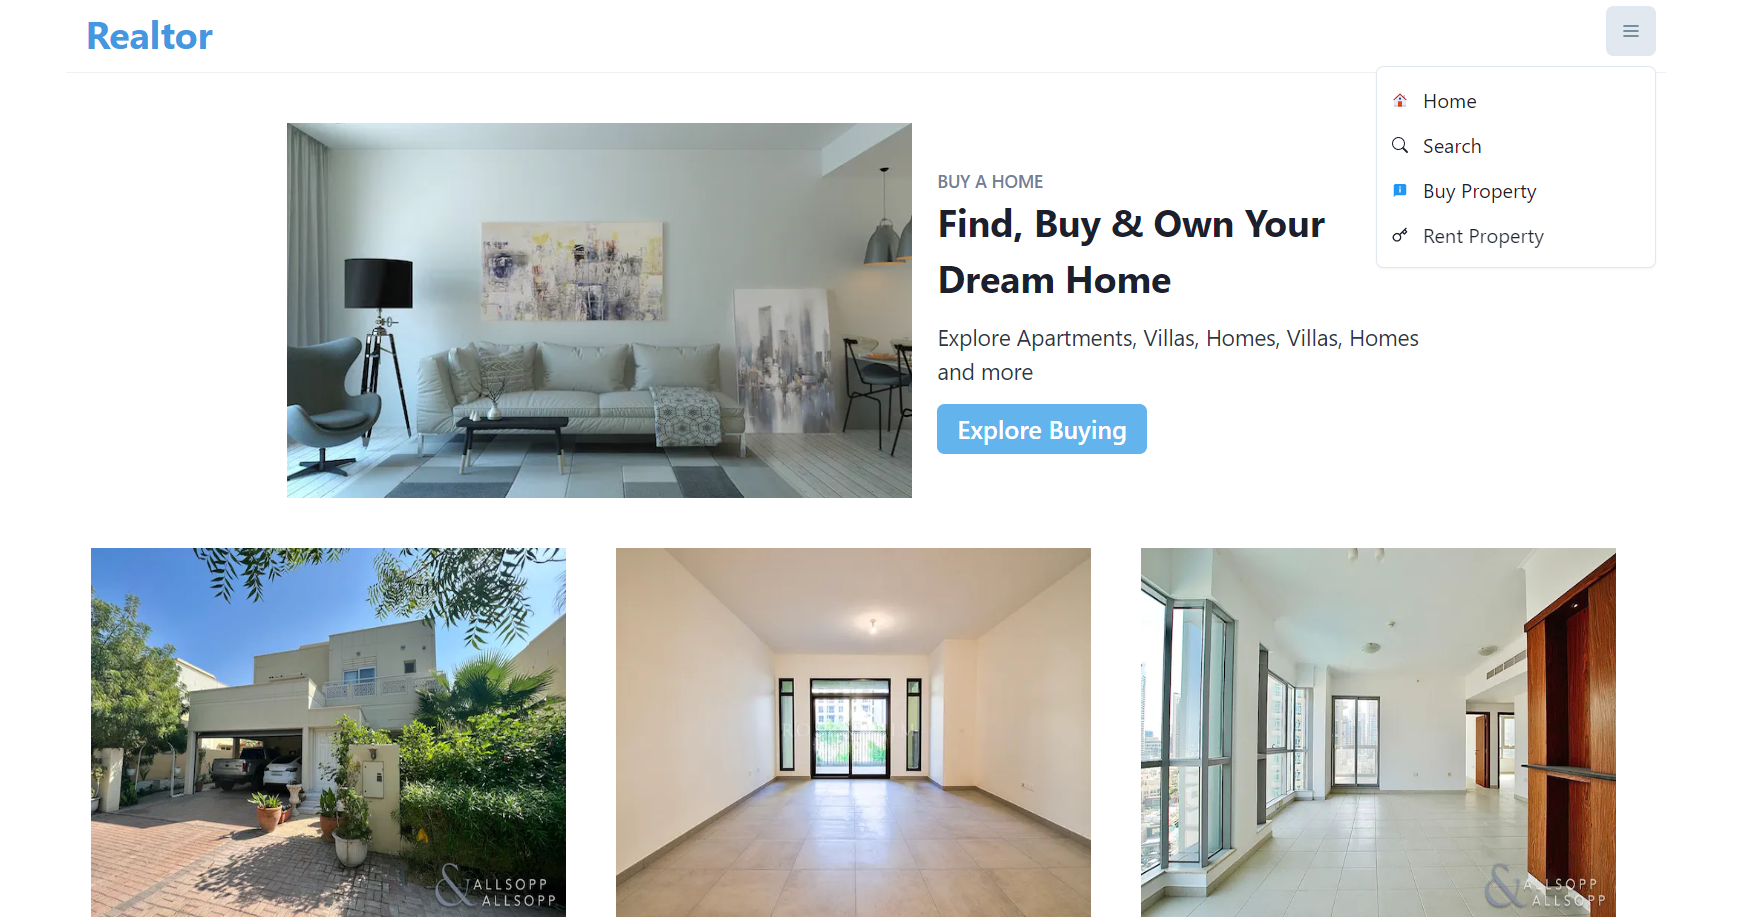 Realtor
Home
Search
Buy Property
Rent Property
BUY A HOME
Find, Buy & Own Your
Dream Home
Explore Apartments, Villas, Homes, Villas, Homes
and more
Explore Buying
& ALLSOPP
& ALLSOPP
& ALLSOPP
& ALLSOPP